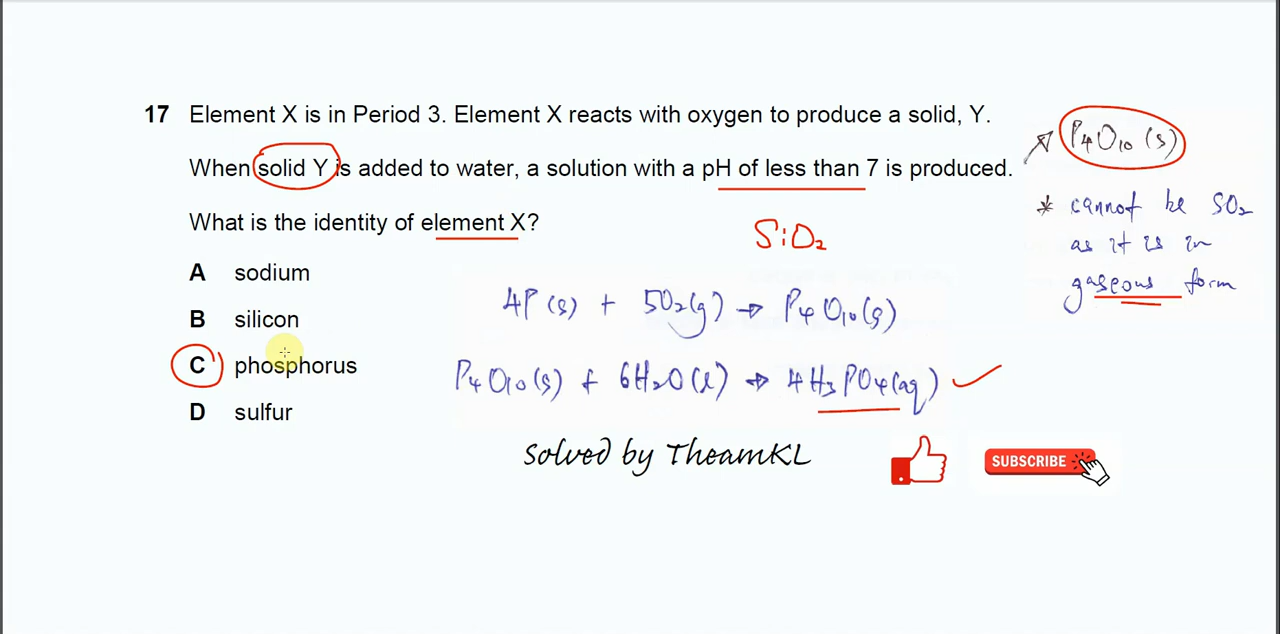 17 Element X is in Period 3. Element X reacts with oxygen to produce a solid, Y.
P₄O₁₀(s)
When solid Y is added to water, a solution with a pH of less than 7 is produced.
* cannot be SO₂
as it is in
gaseous form
What is the identity of element X?
SiO₂
A sodium
B silicon
C phosphorus
D sulfur
4P(s) + 5O₂(g) → P₄O₁₀(s)
P₄O₁₀(s) + 6H₂O(l) → 4H₃PO₄(aq)
Solved by TheamKL
SUBSCRIBE